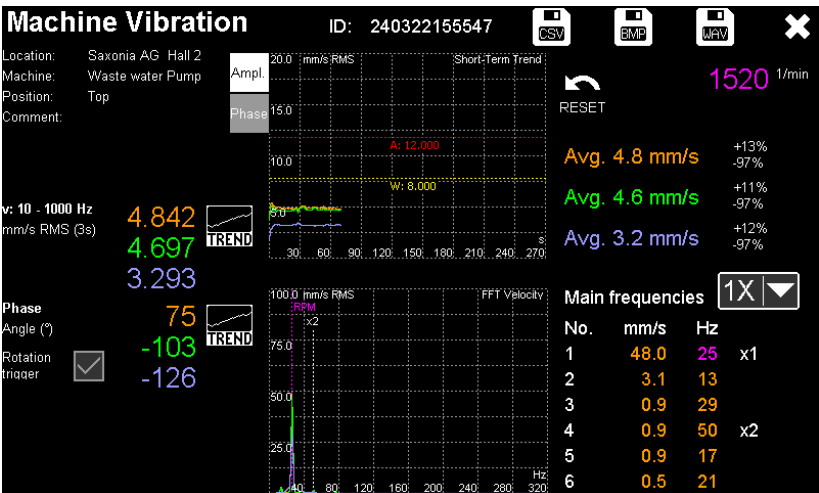 Machine Vibration ID: 240322155547 CSV BMP WAV
Location: Saxonia AG Hall 2
Machine: Waste water Pump
Position: Top
Comment:
Ampl.
Phase
20.0 mm/s RMS Short-Term Trend
15.0
A: 12.000
10.0
W: 8.000
5.0
s
30 60 90 120 150 180 210 240 270
RESET
1520 1/min
Avg. 4.8 mm/s +13% -97%
Avg. 4.6 mm/s +11% -97%
Avg. 3.2 mm/s +12% -97%
v: 10 - 1000 Hz
mm/s RMS (3s)
4.842
4.697
3.293
TREND
Phase
Angle (°)
75
-103
-126
TREND
Rotation
trigger
100.0 mm/s RMS FFT Velocity
RPM
x2
75.0
50.0
25.0
Hz
40 80 120 160 200 240 280 320
Main frequencies 1X
No. mm/s Hz
1 48.0 25 x1
2 3.1 13
3 0.9 29
4 0.9 50 x2
5 0.9 17
6 0.5 21